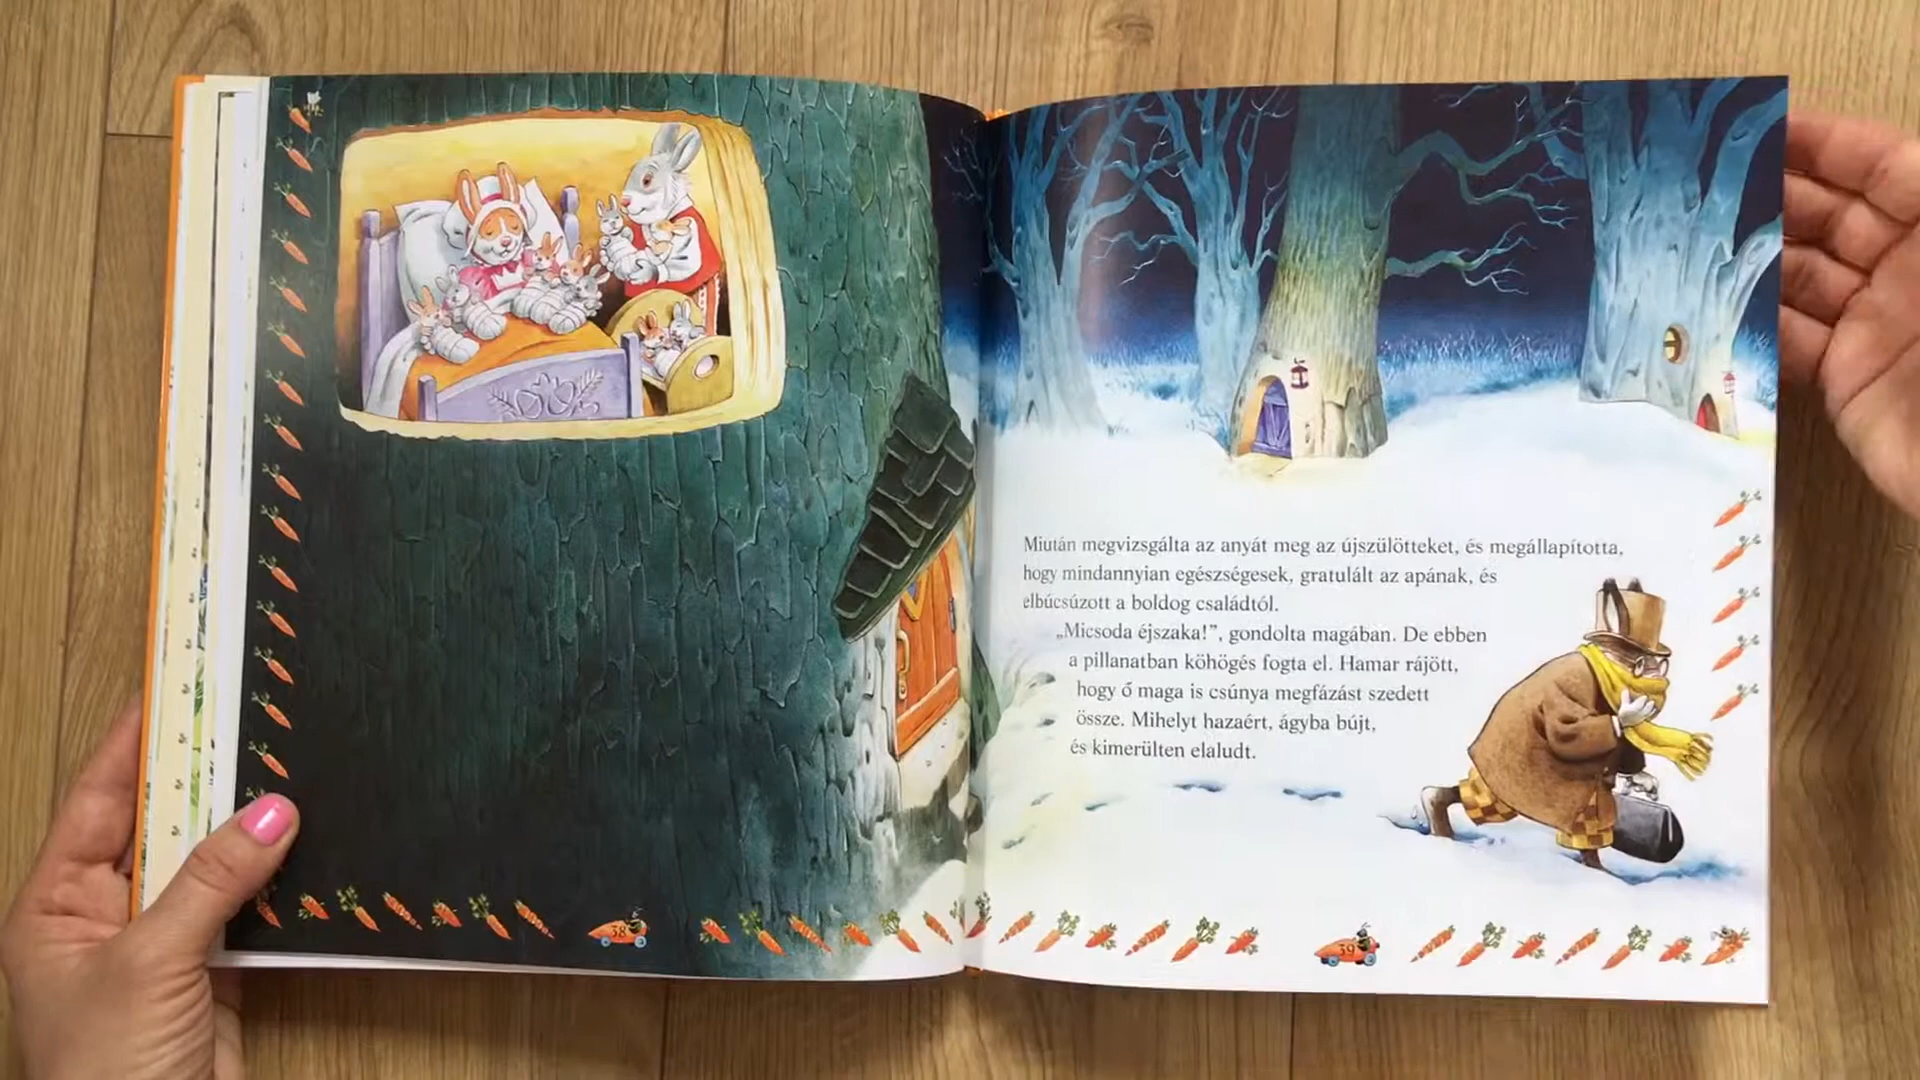 Miután megvizsgálta az anyát meg az újszülötteket, és megállapította,
hogy mindannyian egészségesek, gratulált az apának, és
elbúcsúzott a boldog családtól.
„Micsoda éjszaka!”, gondolta magában. De ebben
a pillanatban köhögés fogta el. Hamar rájött,
hogy ő maga is csúnya megfázást szedett
össze. Mihelyt hazaért, ágyba bújt,
és kimerülten elaludt.
38
39